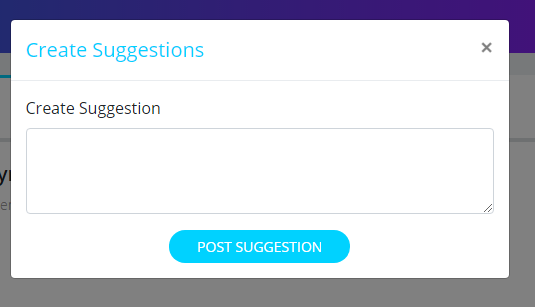 Create Suggestions
×
Create Suggestion
POST SUGGESTION